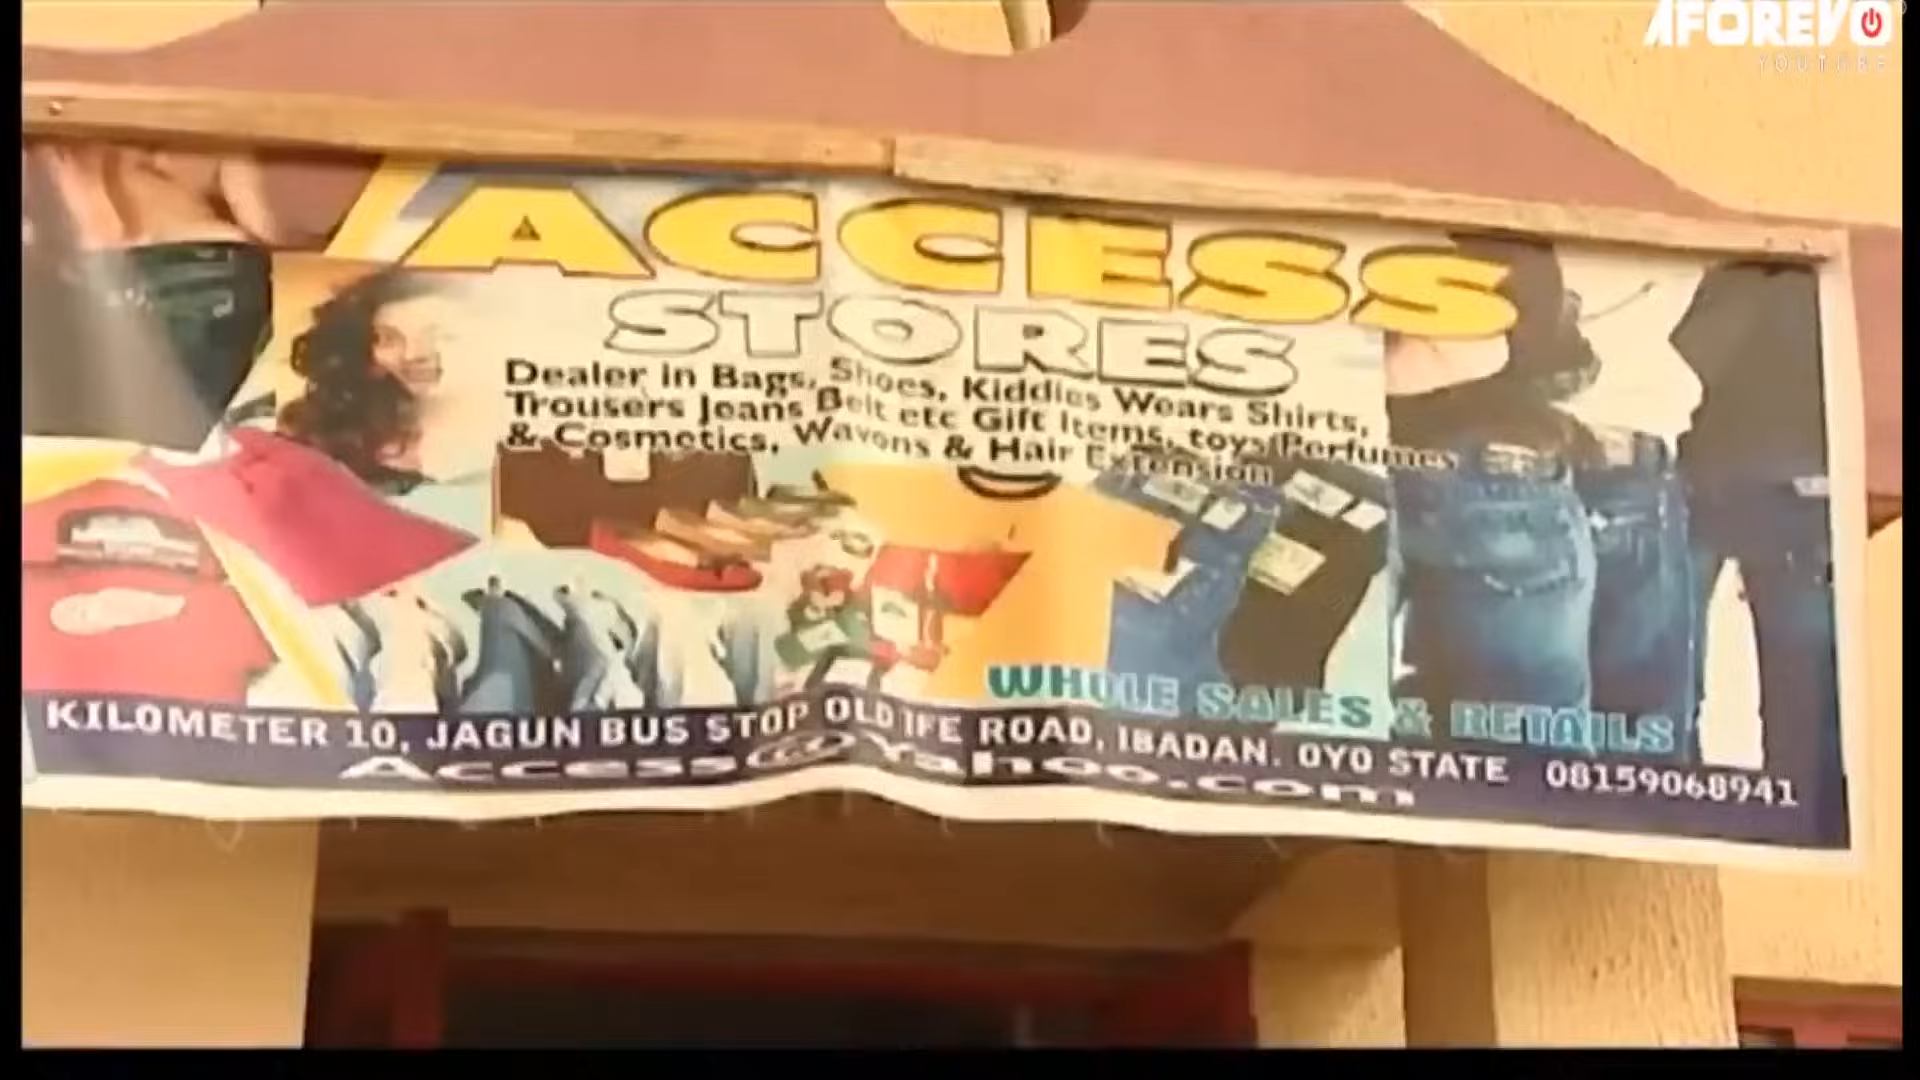 AFOREVO
YOUTUBE
ACCESS
STORES
Dealer in Bags, Shoes, Kiddies Wears Shirts,
Trousers Jeans Belt etc Gift Items, toys/Perfumes
& Cosmetics, Wavons & Hair Extension
WHOLE SALES & RETAILS
KILOMETER 10, JAGUN BUS STOP OLD IFE ROAD, IBADAN. OYO STATE 08159068941
Access@Yahoo.com